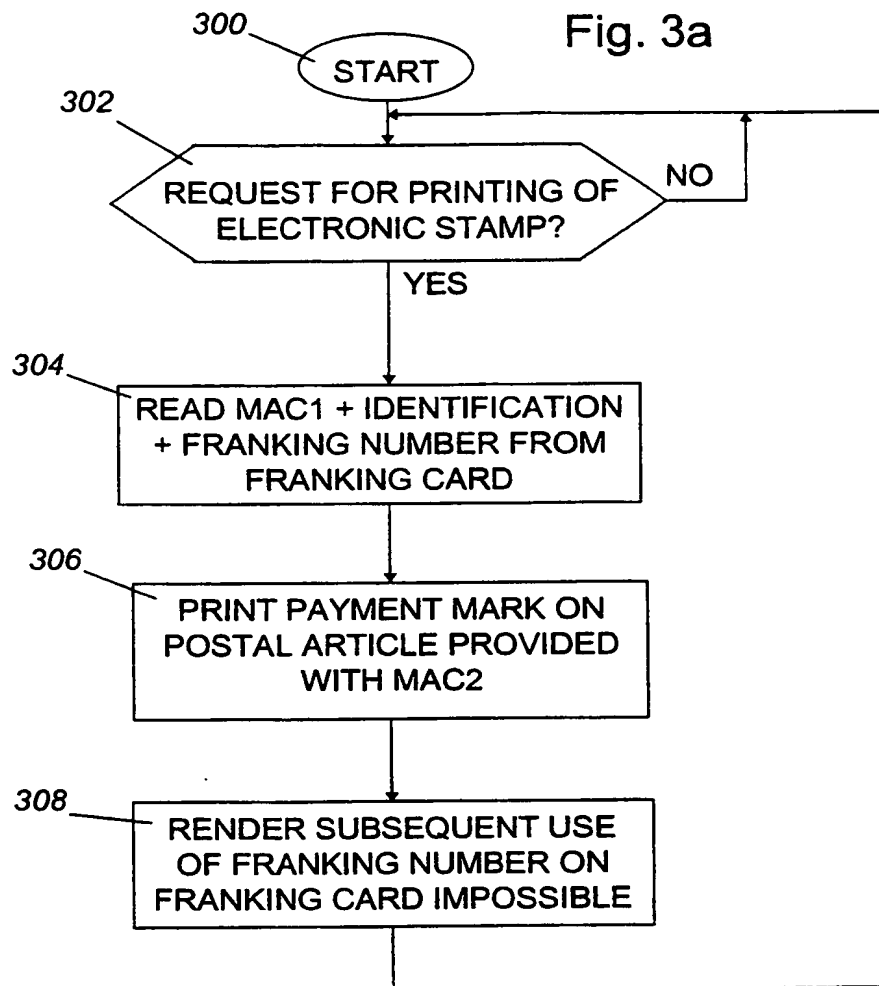 Fig. 3a
300
START
302
REQUEST FOR PRINTING OF
ELECTRONIC STAMP?
NO
YES
304
READ MAC1 + IDENTIFICATION
+ FRANKING NUMBER FROM
FRANKING CARD
306
PRINT PAYMENT MARK ON
POSTAL ARTICLE PROVIDED
WITH MAC2
308
RENDER SUBSEQUENT USE
OF FRANKING NUMBER ON
FRANKING CARD IMPOSSIBLE